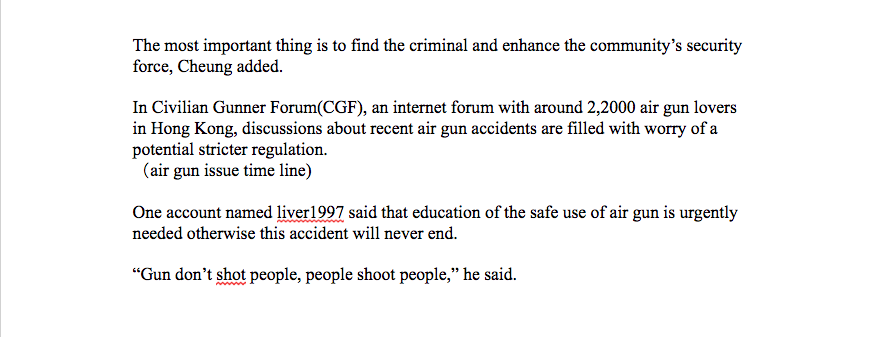 The most important thing is to find the criminal and enhance the community’s security
force, Cheung added.
In Civilian Gunner Forum(CGF), an internet forum with around 2,2000 air gun lovers
in Hong Kong, discussions about recent air gun accidents are filled with worry of a
potential stricter regulation.
（air gun issue time line)
One account named liver1997 said that education of the safe use of air gun is urgently
needed otherwise this accident will never end.
“Gun don’t shot people, people shoot people,” he said.